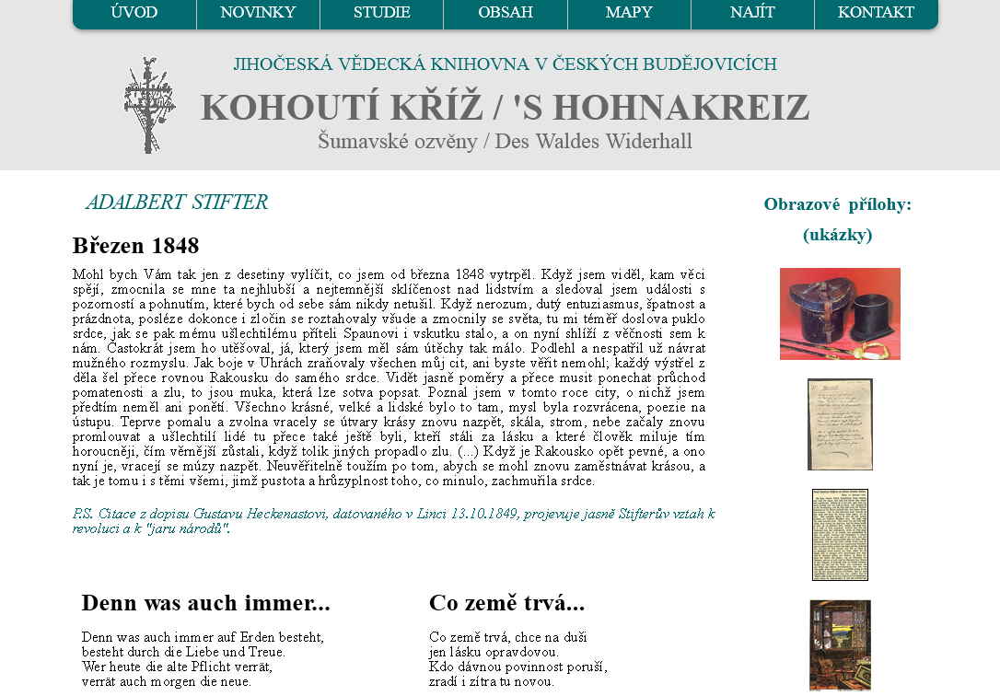 ÚVOD NOVINKY STUDIE OBSAH MAPY NAJÍT KONTAKT
JIHOČESKÁ VĚDECKÁ KNIHOVNA V ČESKÝCH BUDĚJOVICÍCH
KOHOUTÍ KŘÍŽ / 'S HOHNAKREIZ
Šumavské ozvěny / Des Waldes Widerhall
ADALBERT STIFTER
Březen 1848
Mohl bych Vám tak jen z desetiny vylíčit, co jsem od března 1848 vytrpěl. Když jsem viděl, kam věci
spějí, zmocnila se mne ta nejhlubší a nejtemnější sklíčenost nad lidstvím a sledoval jsem události s
pozorností a pohnutím, které bych od sebe sám nikdy netušil. Když nerozum, dutý entuziasmus, špatnost a
prázdnota, posléze dokonce i zločin se roztahovaly všude a zmocnily se světa, tu mi téměř doslova puklo
srdce, jak se pak mému ušlechtilému příteli Spaunovi i vskutku stalo, a on nyní shlíží z věčnosti sem k
nám. Častokrát jsem ho utěšoval, já, který jsem měl sám útěchy tak málo. Podlehl a nespatřil už návrat
mužného rozmyslu. Jak boje v Uhrách zraňovaly všechen můj cit, ani byste věřit nemohl; každý výstřel z
děla šel přece rovnou Rakousku do samého srdce. Vidět jasně poměry a přece musit ponechat průchod
pomatenosti a zlu, to jsou muka, která lze sotva popsat. Poznal jsem v tomto roce city, o nichž jsem
předtím neměl ani ponětí. Všechno krásné, velké a lidské bylo to tam, mysl byla rozvrácena, poezie na
ústupu. Teprve pomalu a zvolna vracely se útvary krásy znovu nazpět, skála, strom, nebe začaly znovu
promlouvat a ušlechtilí lidé tu přece také ještě byli, kteří stáli za lásku a které člověk miluje tím
horoucněji, čím věrnější zůstali, když tolik jiných propadlo zlu. (...) Když je Rakousko opět pevné, a ono
nyní je, vracejí se múzy nazpět. Neuvěřitelně toužím po tom, abych se mohl znovu zaměstnávat krásou, a
tak je tomu i s těmi všemi, jimž pustota a hrůzyplnost toho, co minulo, zachmuřila srdce.
P.S. Citace z dopisu Gustavu Heckenastovi, datovaného v Linci 13.10.1849, projevuje jasně Stifterův vztah k
revoluci a k "jaru národů".
Denn was auch immer...
Denn was auch immer auf Erden besteht,
besteht durch die Liebe und Treue.
Wer heute die alte Pflicht verrät,
verrät auch morgen die neue.
Co země trvá...
Co země trvá, chce na duši
jen lásku opravdovou.
Kdo dávnou povinnost poruší,
zradí i zítra tu novou.
Obrazové přílohy:
(ukázky)